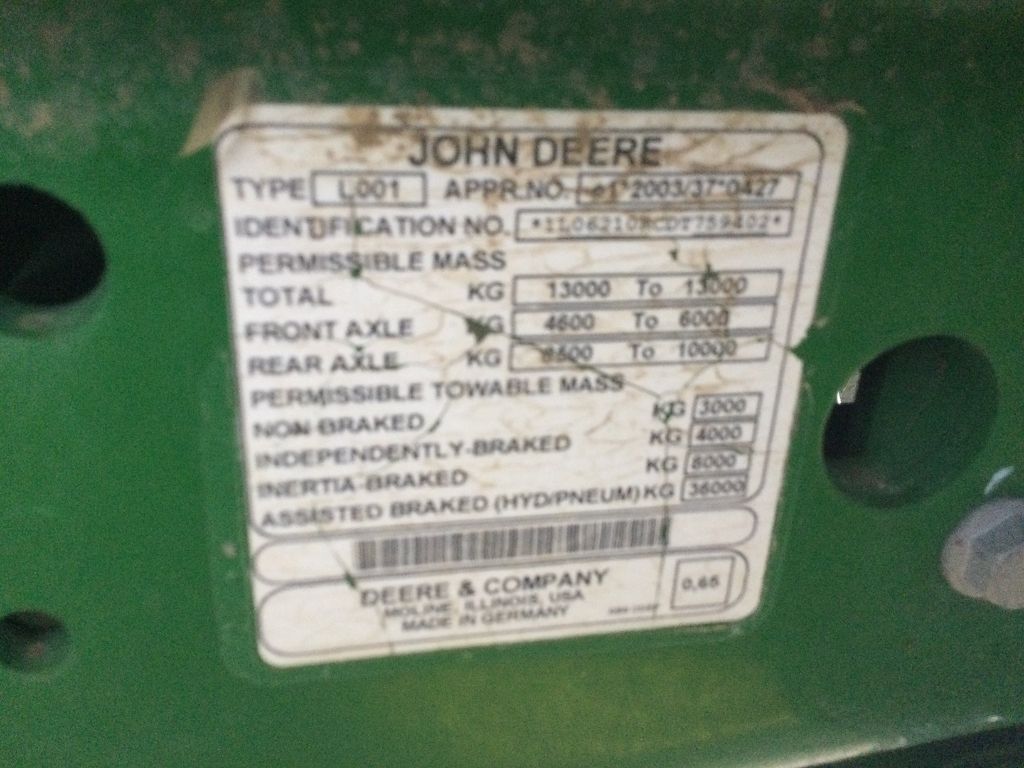 JOHN DEERE
TYPE L001 APPR.NO. e1*2003/37*0427
IDENTIFICATION NO.
PERMISSIBLE MASS
TOTAL KG 13000 To 13000
FRONT AXLE KG 4600 To 6000
REAR AXLE KG To 10000
PERMISSIBLE TOWABLE MASS
NON BRAKED KG 3000
INDEPENDENTLY-BRAKED KG 4000
INERTIA-BRAKED KG 8000
ASSISTED BRAKED (HYD/PNEUM) KG 36000
DEERE & COMPANY
MOLINE, ILLINOIS, USA
MADE IN GERMANY
0,65